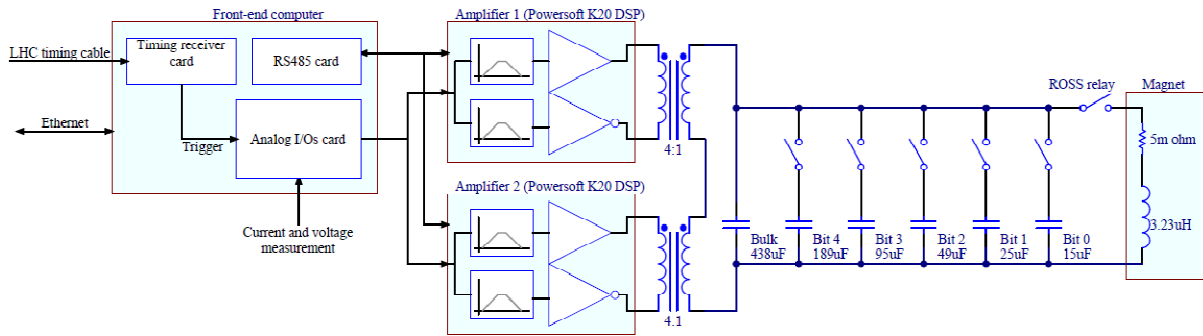 Front-end computer
LHC timing cable
Timing receiver
card
RS485 card
Ethernet
Trigger
Analog I/Os card
Current and voltage
measurement
Amplifier 1 (Powersoft K20 DSP)
4:1
Amplifier 2 (Powersoft K20 DSP)
4:1
Bulk
438uF
Bit 4
189uF
Bit 3
95uF
Bit 2
49uF
Bit 1
25uF
Bit 0
15uF
ROSS relay
Magnet
5m ohm
3.23uH